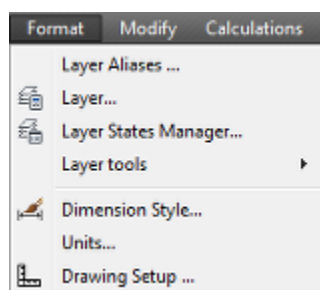 Format Modify Calculations
Layer Aliases ...
Layer...
Layer States Manager...
Layer tools
Dimension Style...
Units...
Drawing Setup ...